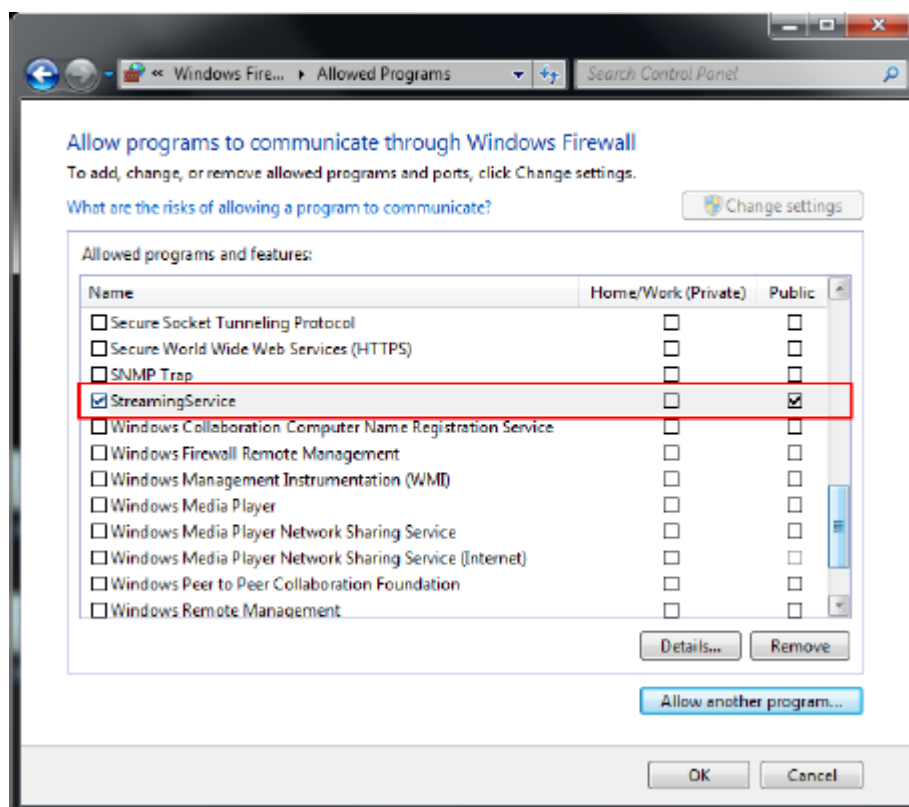 « Windows Fire... ▸ Allowed Programs
Search Control Panel
Allow programs to communicate through Windows Firewall
To add, change, or remove allowed programs and ports, click Change settings.
What are the risks of allowing a program to communicate?
Change settings
Allowed programs and features:
Name Home/Work (Private) Public
Secure Socket Tunneling Protocol
Secure World Wide Web Services (HTTPS)
SNMP Trap
StreamingService
Windows Collaboration Computer Name Registration Service
Windows Firewall Remote Management
Windows Management Instrumentation (WMI)
Windows Media Player
Windows Media Player Network Sharing Service
Windows Media Player Network Sharing Service (Internet)
Windows Peer to Peer Collaboration Foundation
Windows Remote Management
Details... Remove
Allow another program...
OK Cancel